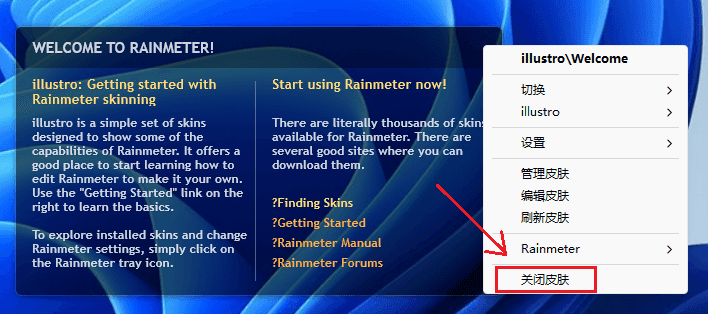 WELCOME TO RAINMETER!
illustro: Getting started with
Rainmeter skinning
illustro is a simple set of skins
designed to show some of the
capabilities of Rainmeter. It offers a
good place to start learning how to
edit Rainmeter to make it your own.
Use the "Getting Started" link on
the right to learn the basics.
To explore installed skins and change
Rainmeter settings, simply click on
the Rainmeter tray icon.
Start using Rainmeter now!
There are literally thousands of skins
available for Rainmeter. There are
several good sites where you can
download them.
?Finding Skins
?Getting Started
?Rainmeter Manual
?Rainmeter Forums
illustro\Welcome
切换
illustro
设置
管理皮肤
编辑皮肤
刷新皮肤
Rainmeter
关闭皮肤